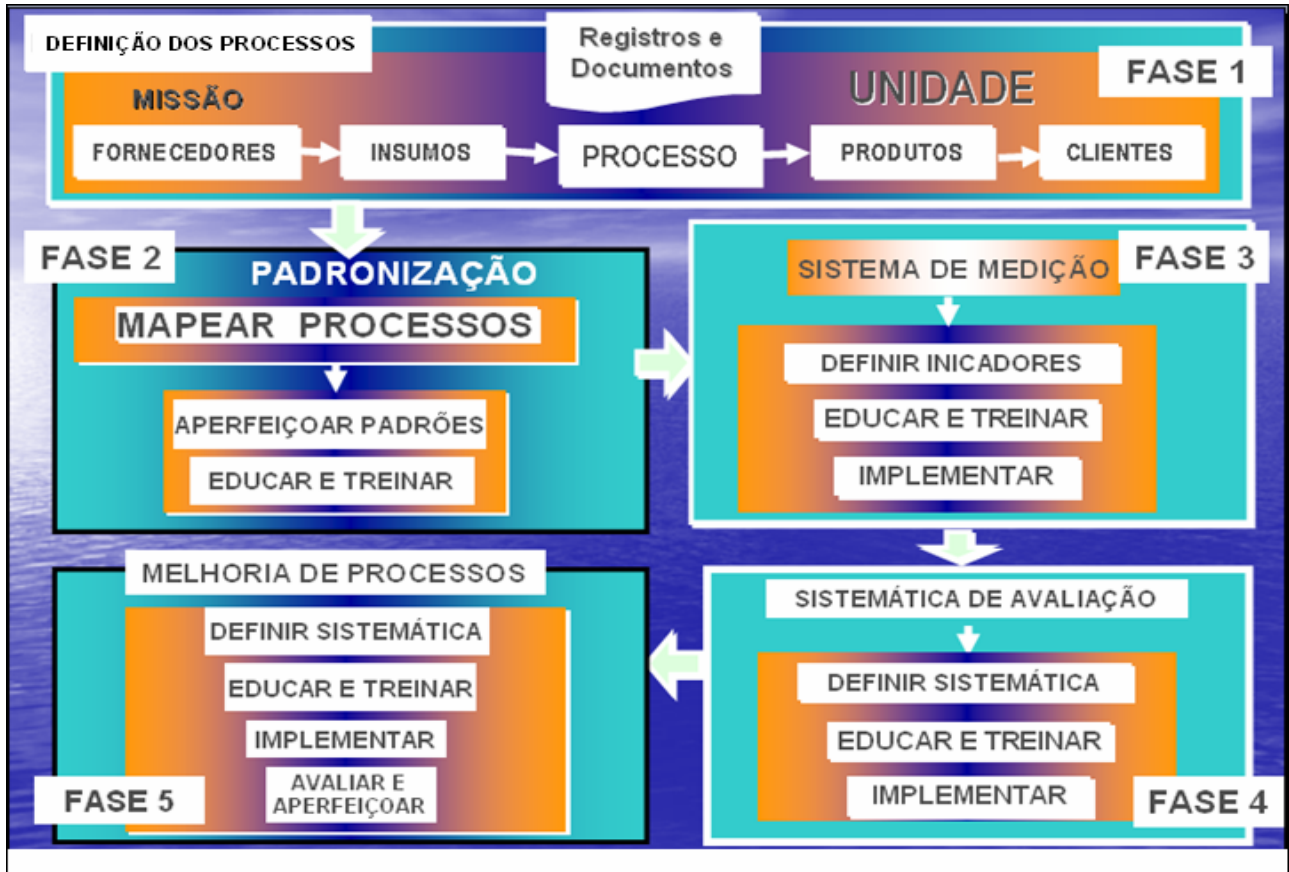 DEFINIÇÃO DOS PROCESSOS
Registros e
Documentos
FASE 1
MISSÃO
UNIDADE
FORNECEDORES
INSUMOS
PROCESSO
PRODUTOS
CLIENTES
FASE 2
PADRONIZAÇÃO
MAPEAR PROCESSOS
APERFEIÇOAR PADRÕES
EDUCAR E TREINAR
FASE 3
SISTEMA DE MEDIÇÃO
DEFINIR INICADORES
EDUCAR E TREINAR
IMPLEMENTAR
SISTEMÁTICA DE AVALIAÇÃO
DEFINIR SISTEMÁTICA
EDUCAR E TREINAR
IMPLEMENTAR
FASE 4
MELHORIA DE PROCESSOS
DEFINIR SISTEMÁTICA
EDUCAR E TREINAR
IMPLEMENTAR
AVALIAR E
APERFEIÇOAR
FASE 5